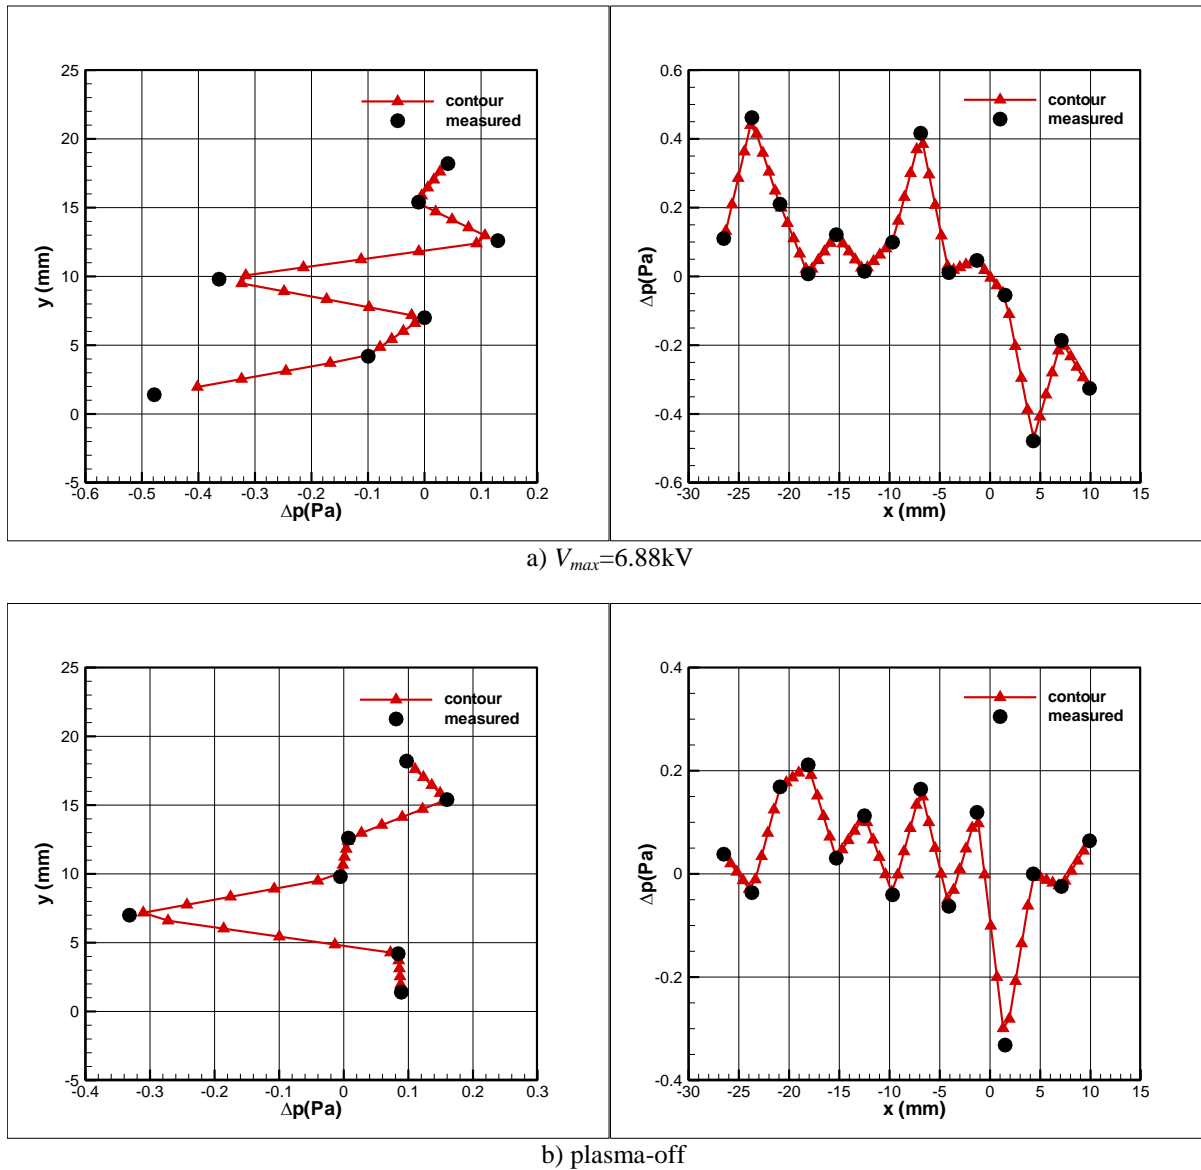 25
20
15
10
5
0
-5
y (mm)
-0.6 -0.5 -0.4 -0.3 -0.2 -0.1 0 0.1 0.2
Δp(Pa)
contour
measured
0.6
0.4
0.2
0
-0.2
-0.4
-0.6
Δp(Pa)
-30 -25 -20 -15 -10 -5 0 5 10 15
x (mm)
contour
measured
a) Vmax=6.88kV
25
20
15
10
5
0
-5
y (mm)
-0.4 -0.3 -0.2 -0.1 0 0.1 0.2 0.3
Δp(Pa)
contour
measured
0.4
0.2
0
-0.2
-0.4
Δp(Pa)
-30 -25 -20 -15 -10 -5 0 5 10 15
x (mm)
contour
measured
b) plasma-off